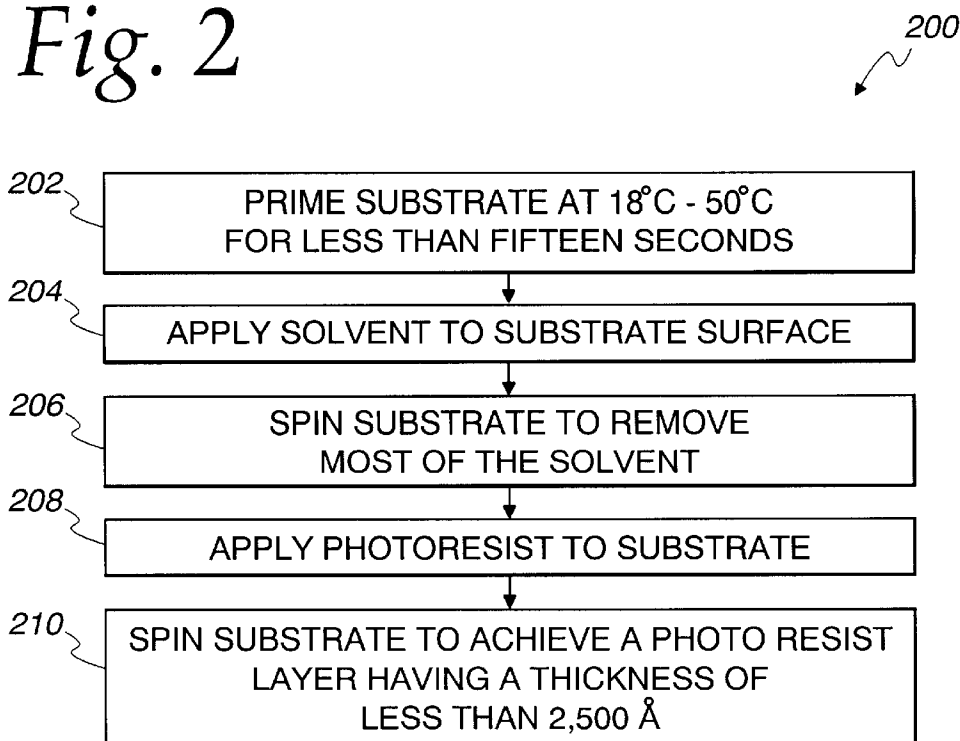 Fig. 2
200
202
PRIME SUBSTRATE AT 18°C - 50°C
FOR LESS THAN FIFTEEN SECONDS
204
APPLY SOLVENT TO SUBSTRATE SURFACE
206
SPIN SUBSTRATE TO REMOVE
MOST OF THE SOLVENT
208
APPLY PHOTORESIST TO SUBSTRATE
210
SPIN SUBSTRATE TO ACHIEVE A PHOTO RESIST
LAYER HAVING A THICKNESS OF
LESS THAN 2,500 Å